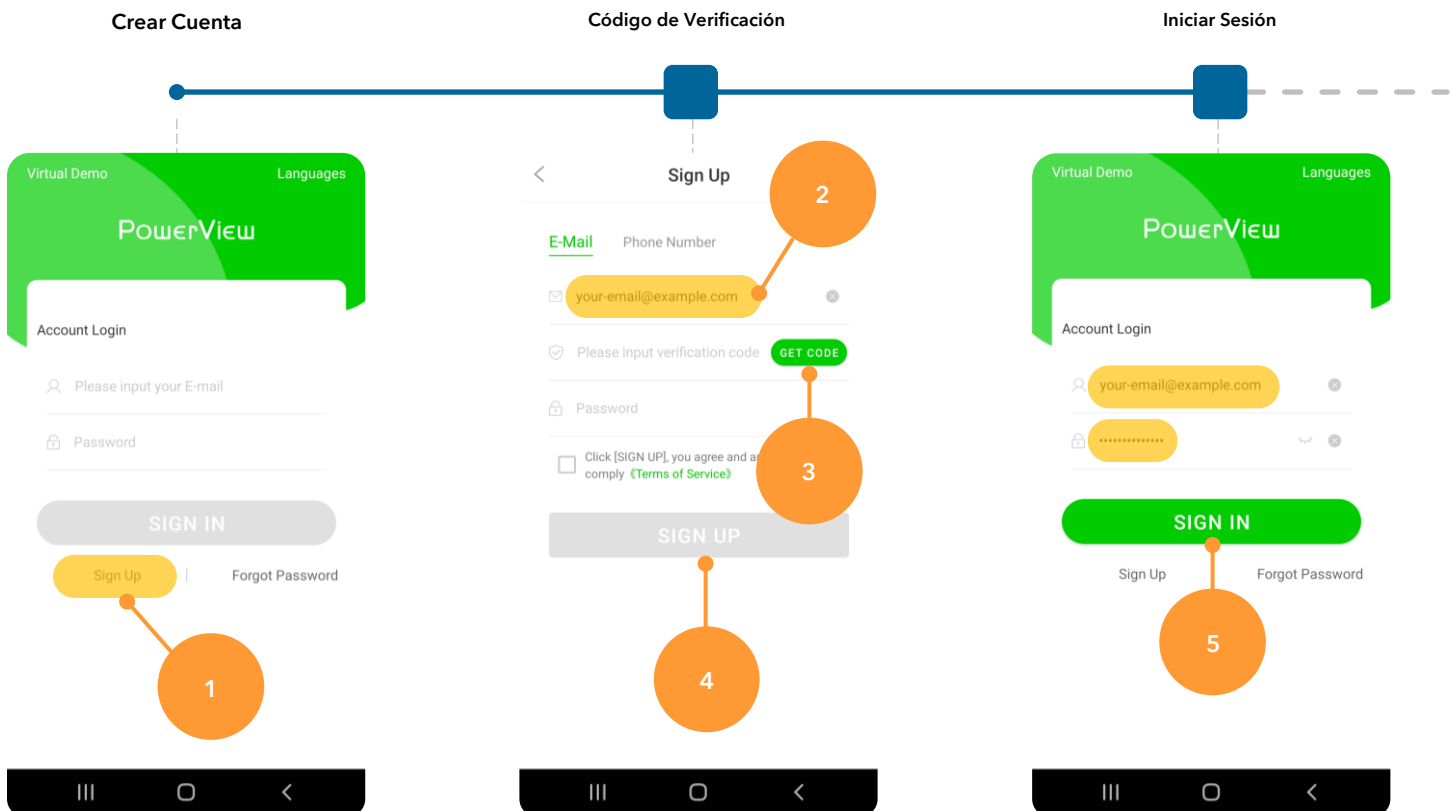 Crear Cuenta
Código de Verificación
Iniciar Sesión
Virtual Demo
Languages
PowerView
Account Login
Please input your E-mail
Password
SIGN IN
Sign Up
Forgot Password
1
Sign Up
2
E-Mail
Phone Number
your-email@example.com
Please input verification code
GET CODE
Password
Click [SIGN UP], you agree and
comply 《Terms of Service》
3
SIGN UP
4
Virtual Demo
Languages
PowerView
Account Login
your-email@example.com
••••••••••••••
SIGN IN
Sign Up
Forgot Password
5